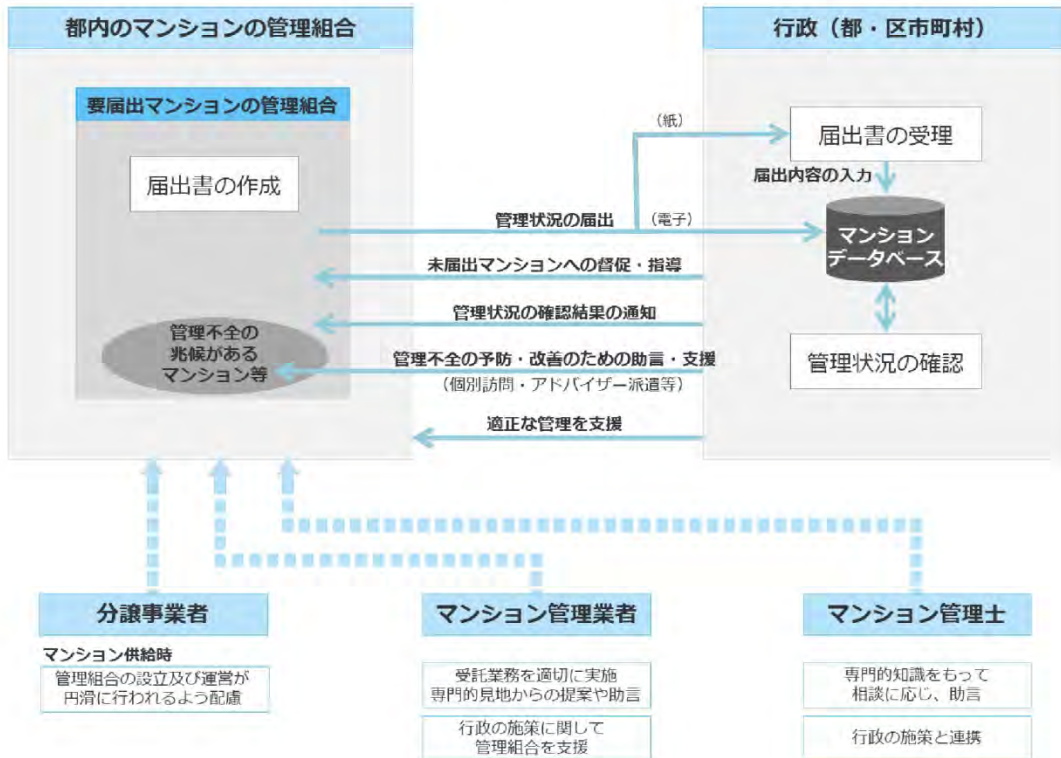 都内のマンションの管理組合
行政（都・区市町村）
要届出マンションの管理組合
届出書の作成
（紙）
届出書の受理
届出内容の入力
管理状況の届出
（電子）
マンション
データベース
未届出マンションへの督促・指導
管理状況の確認結果の通知
管理不全の
兆候がある
マンション等
管理不全の予防・改善のための助言・支援
（個別訪問・アドバイザー派遣等）
管理状況の確認
適正な管理を支援
分譲事業者
マンション供給時
管理組合の設立及び運営が
円滑に行われるよう配慮
マンション管理業者
受託業務を適切に実施
専門的見地からの提案や助言
行政の施策に関して
管理組合を支援
マンション管理士
専門的知識をもって
相談に応じ、助言
行政の施策と連携